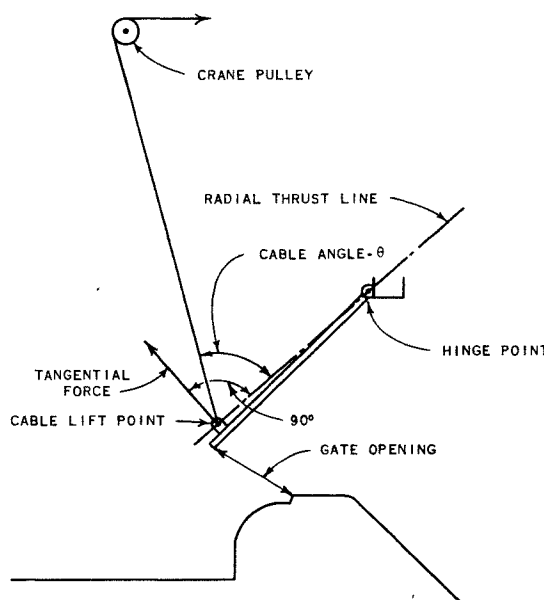 CRANE PULLEY
RADIAL THRUST LINE
CABLE ANGLE-θ
HINGE POINT
TANGENTIAL
FORCE
CABLE LIFT POINT
90°
GATE OPENING